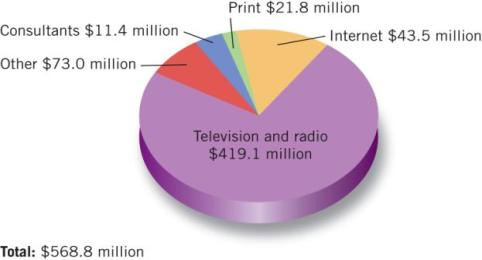 Print $21.8 million
Consultants $11.4 million
Internet $43.5 million
Other $73.0 million
Television and radio
$419.1 million
Total: $568.8 million